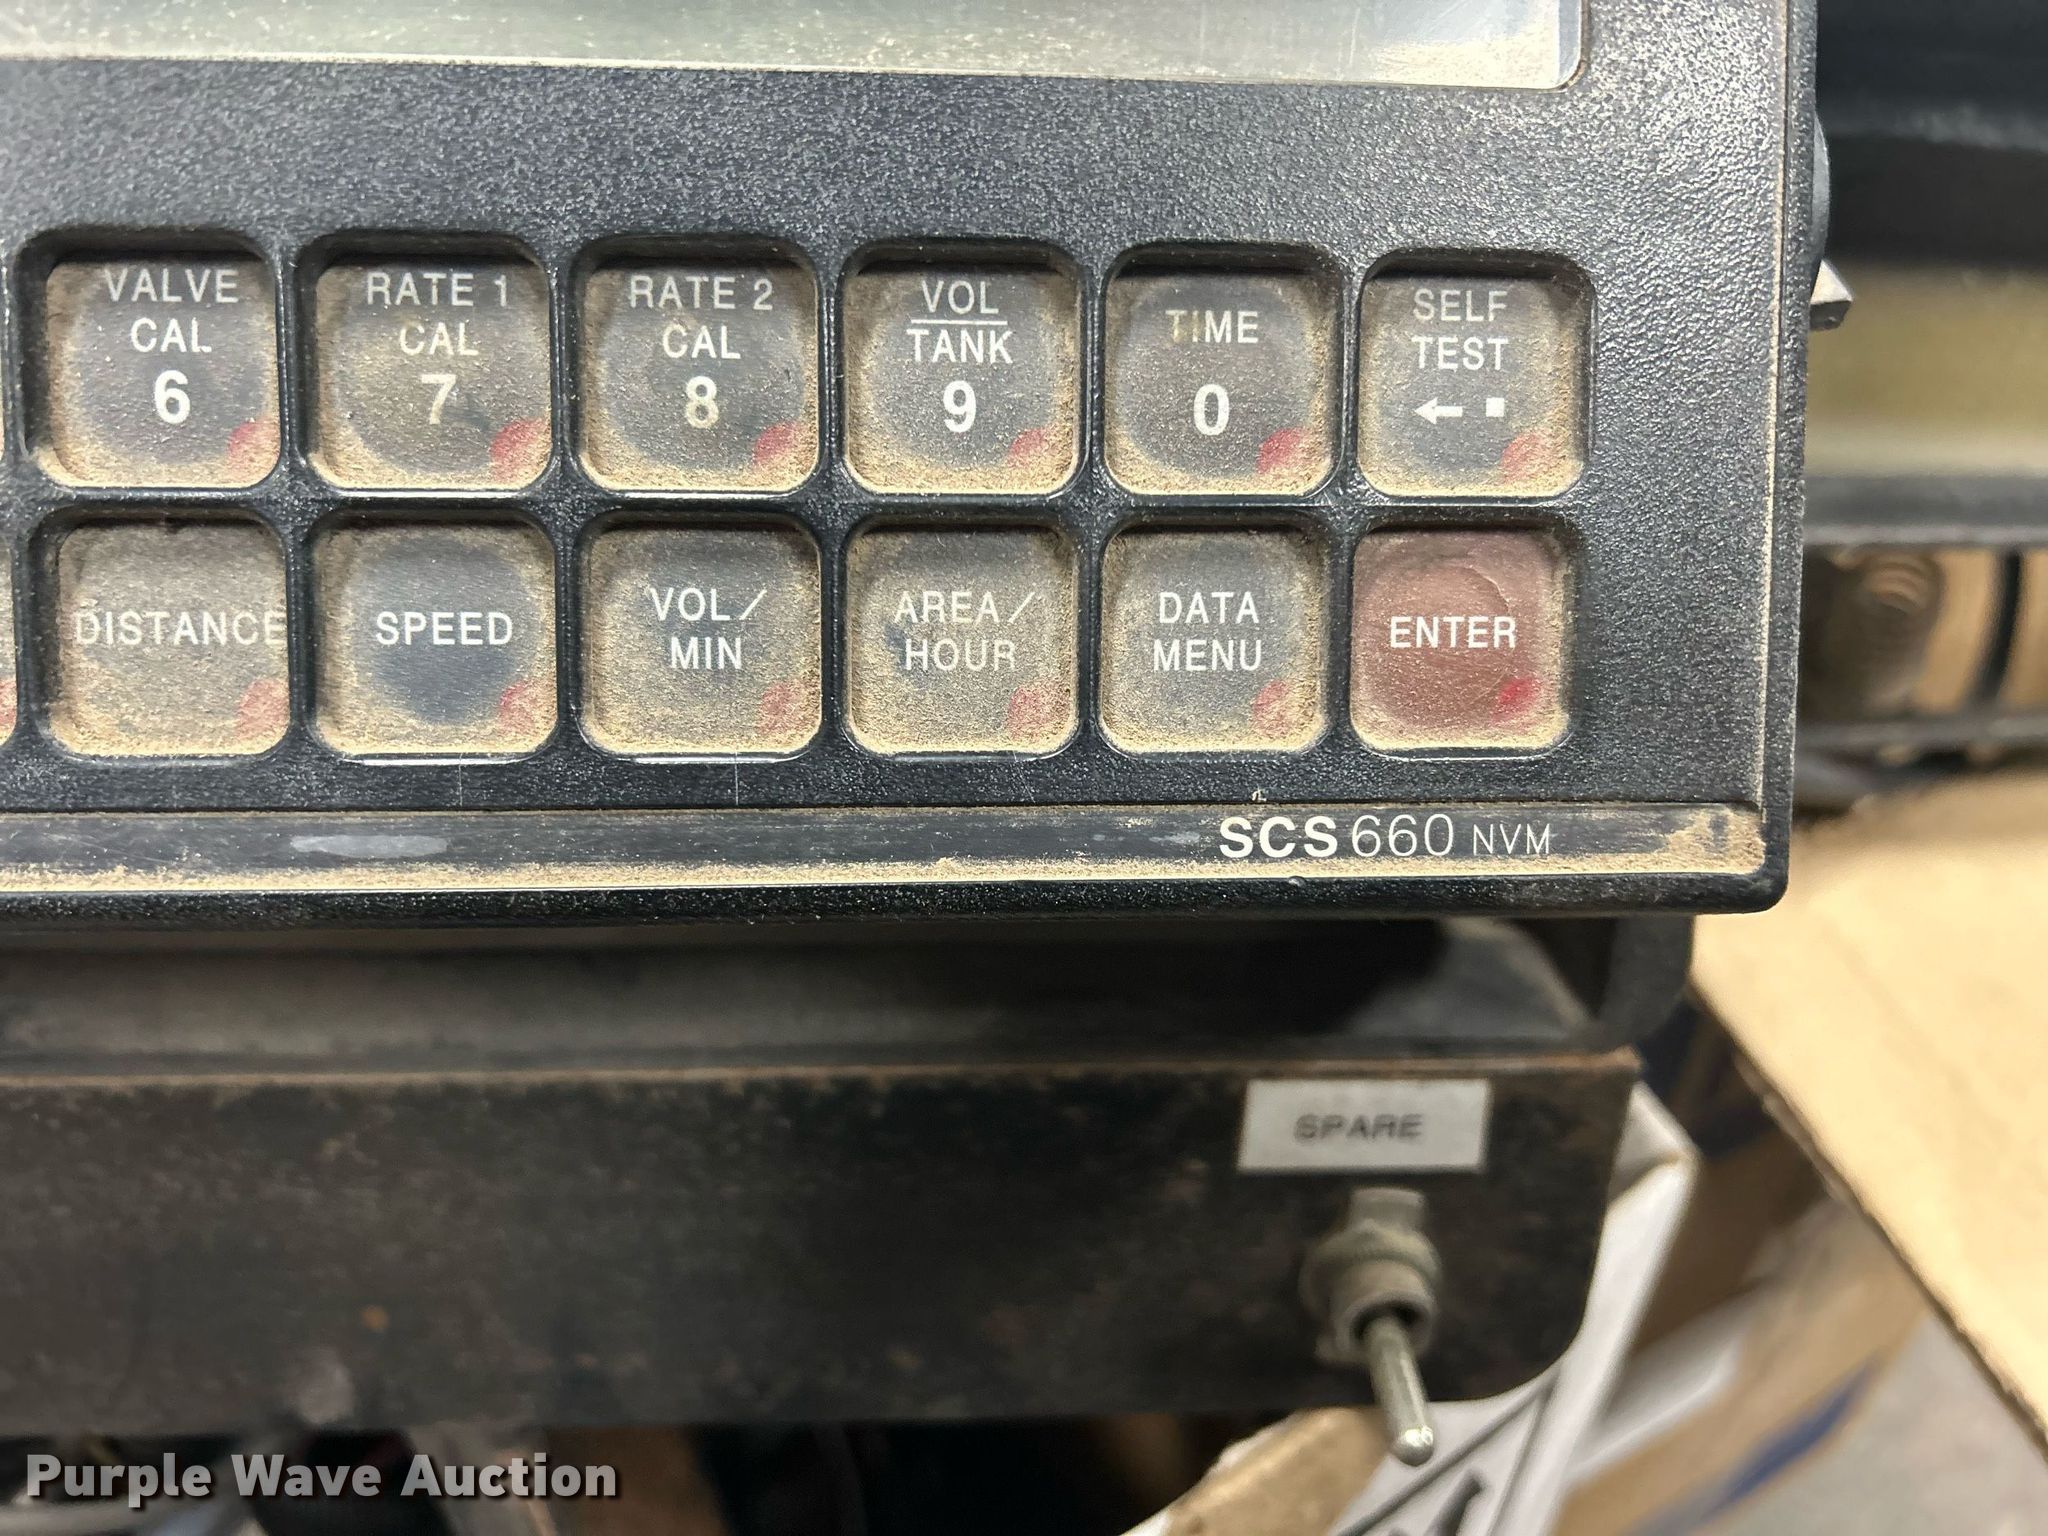 VALVE
CAL
6
RATE 1
CAL
7
RATE 2
CAL
8
VOL
TANK
9
TIME
0
SELF
TEST
← ▪
DISTANCE
SPEED
VOL/
MIN
AREA/
HOUR
DATA
MENU
ENTER
SCS 660 NVM
SPARE
Purple Wave Auction